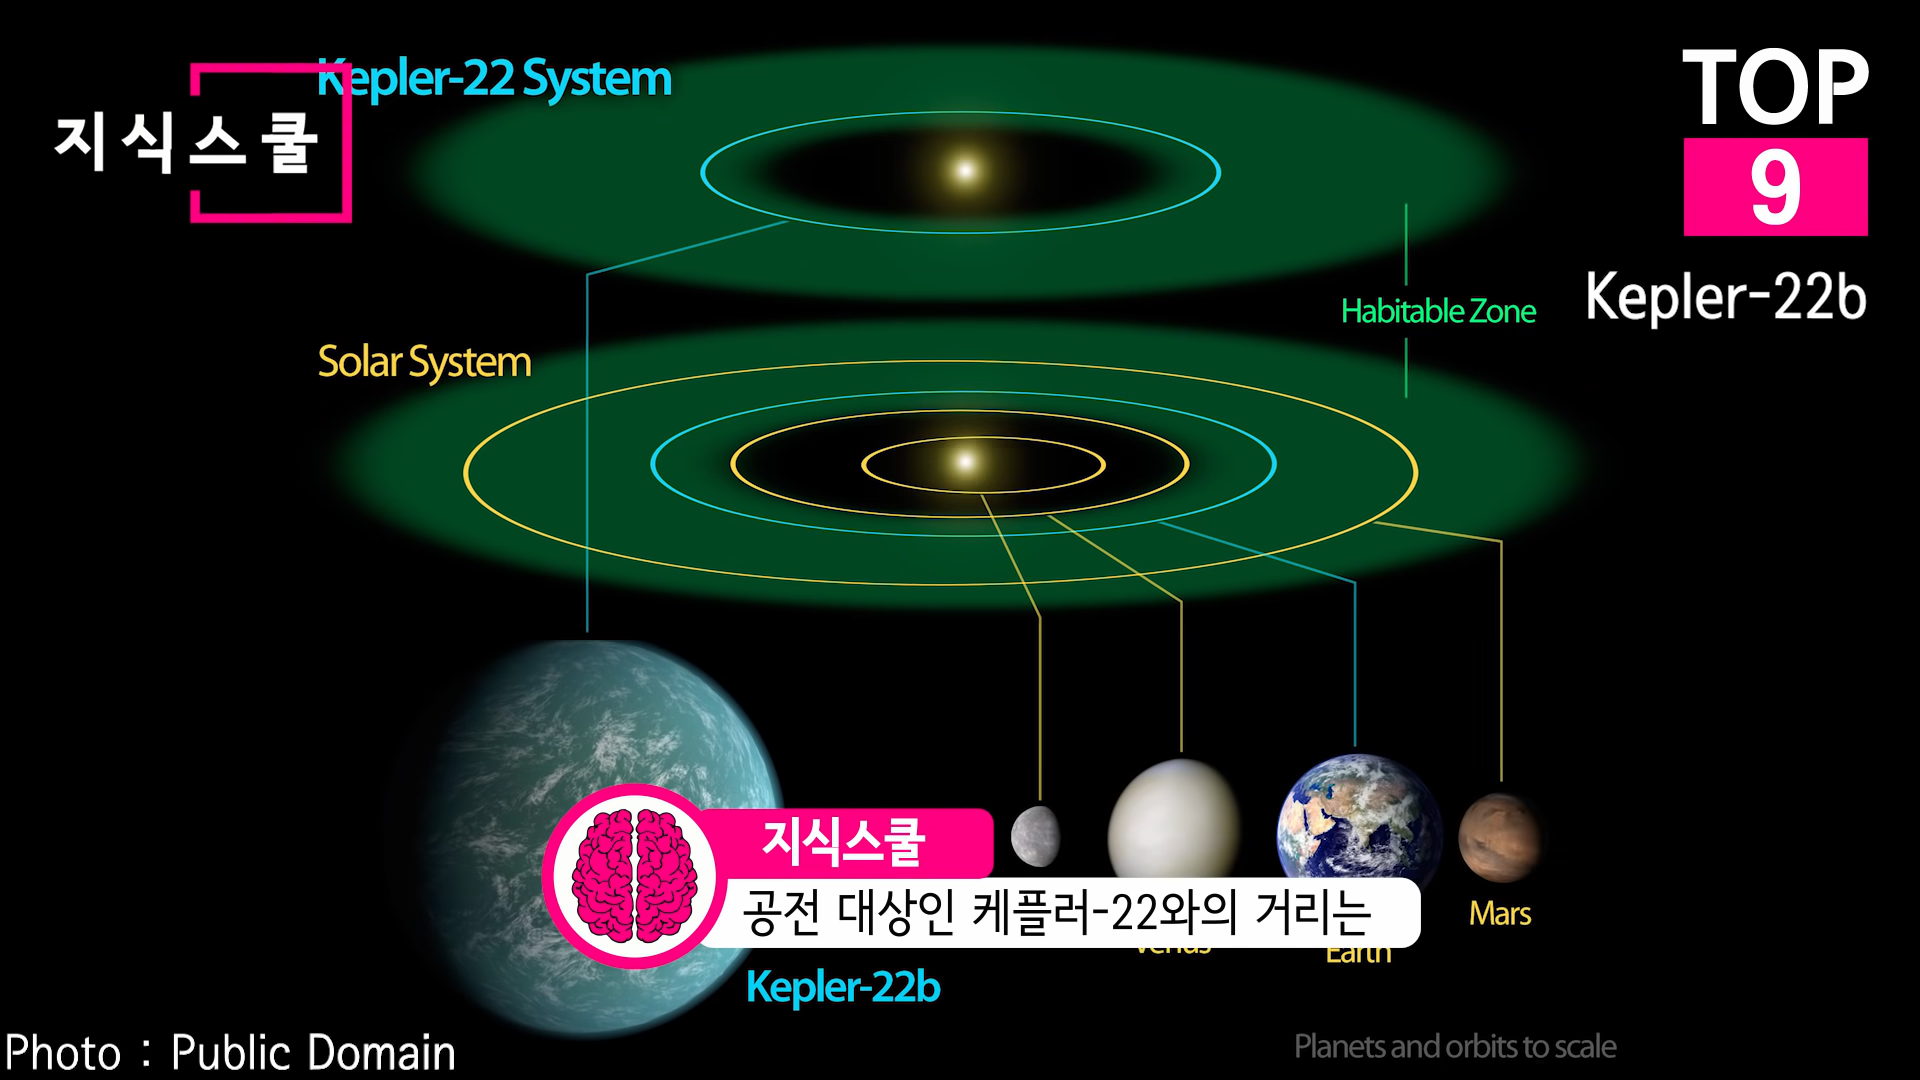 Kepler-22 System
지식스쿨
TOP
9
Kepler-22b
Habitable Zone
Solar System
지식스쿨
공전 대상인 케플러-22와의 거리는
Mars
Venus
Earth
Kepler-22b
Photo : Public Domain
Planets and orbits to scale